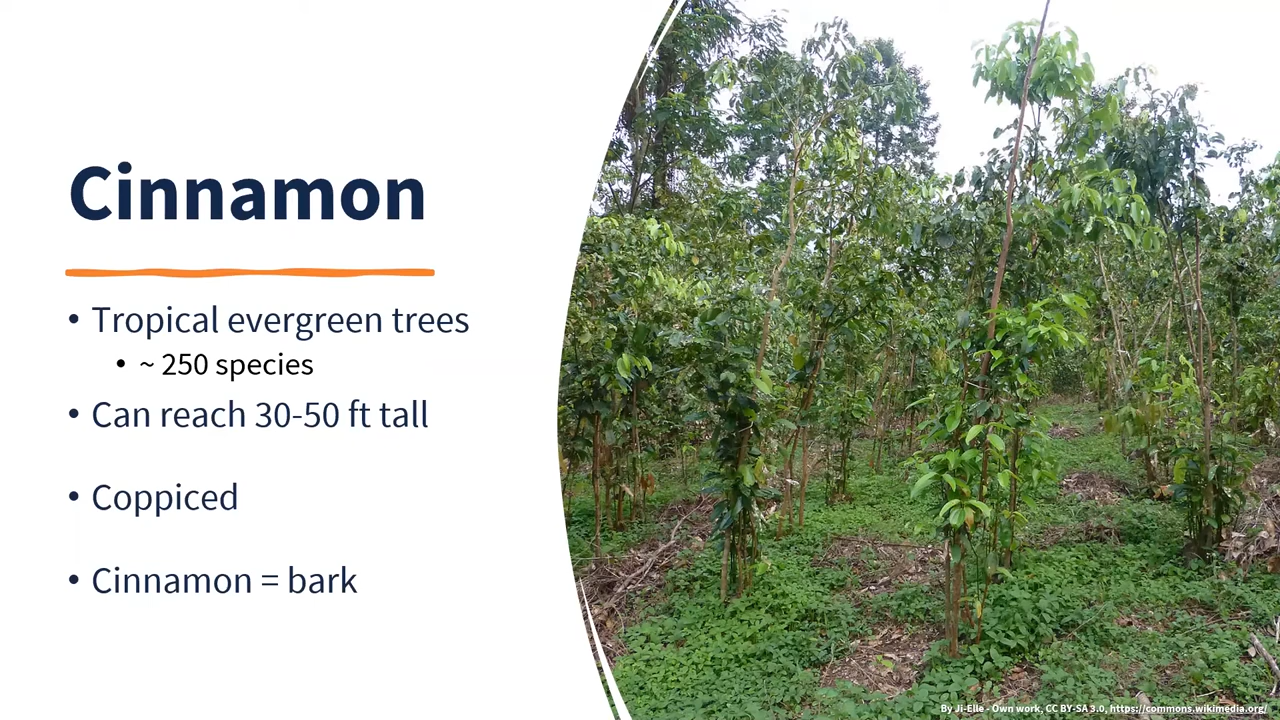 Cinnamon
• Tropical evergreen trees
• ~ 250 species
• Can reach 30-50 ft tall
• Coppiced
• Cinnamon = bark
By Ji-Elle - Own work, CC BY-SA 3.0, https://commons.wikimedia.org/